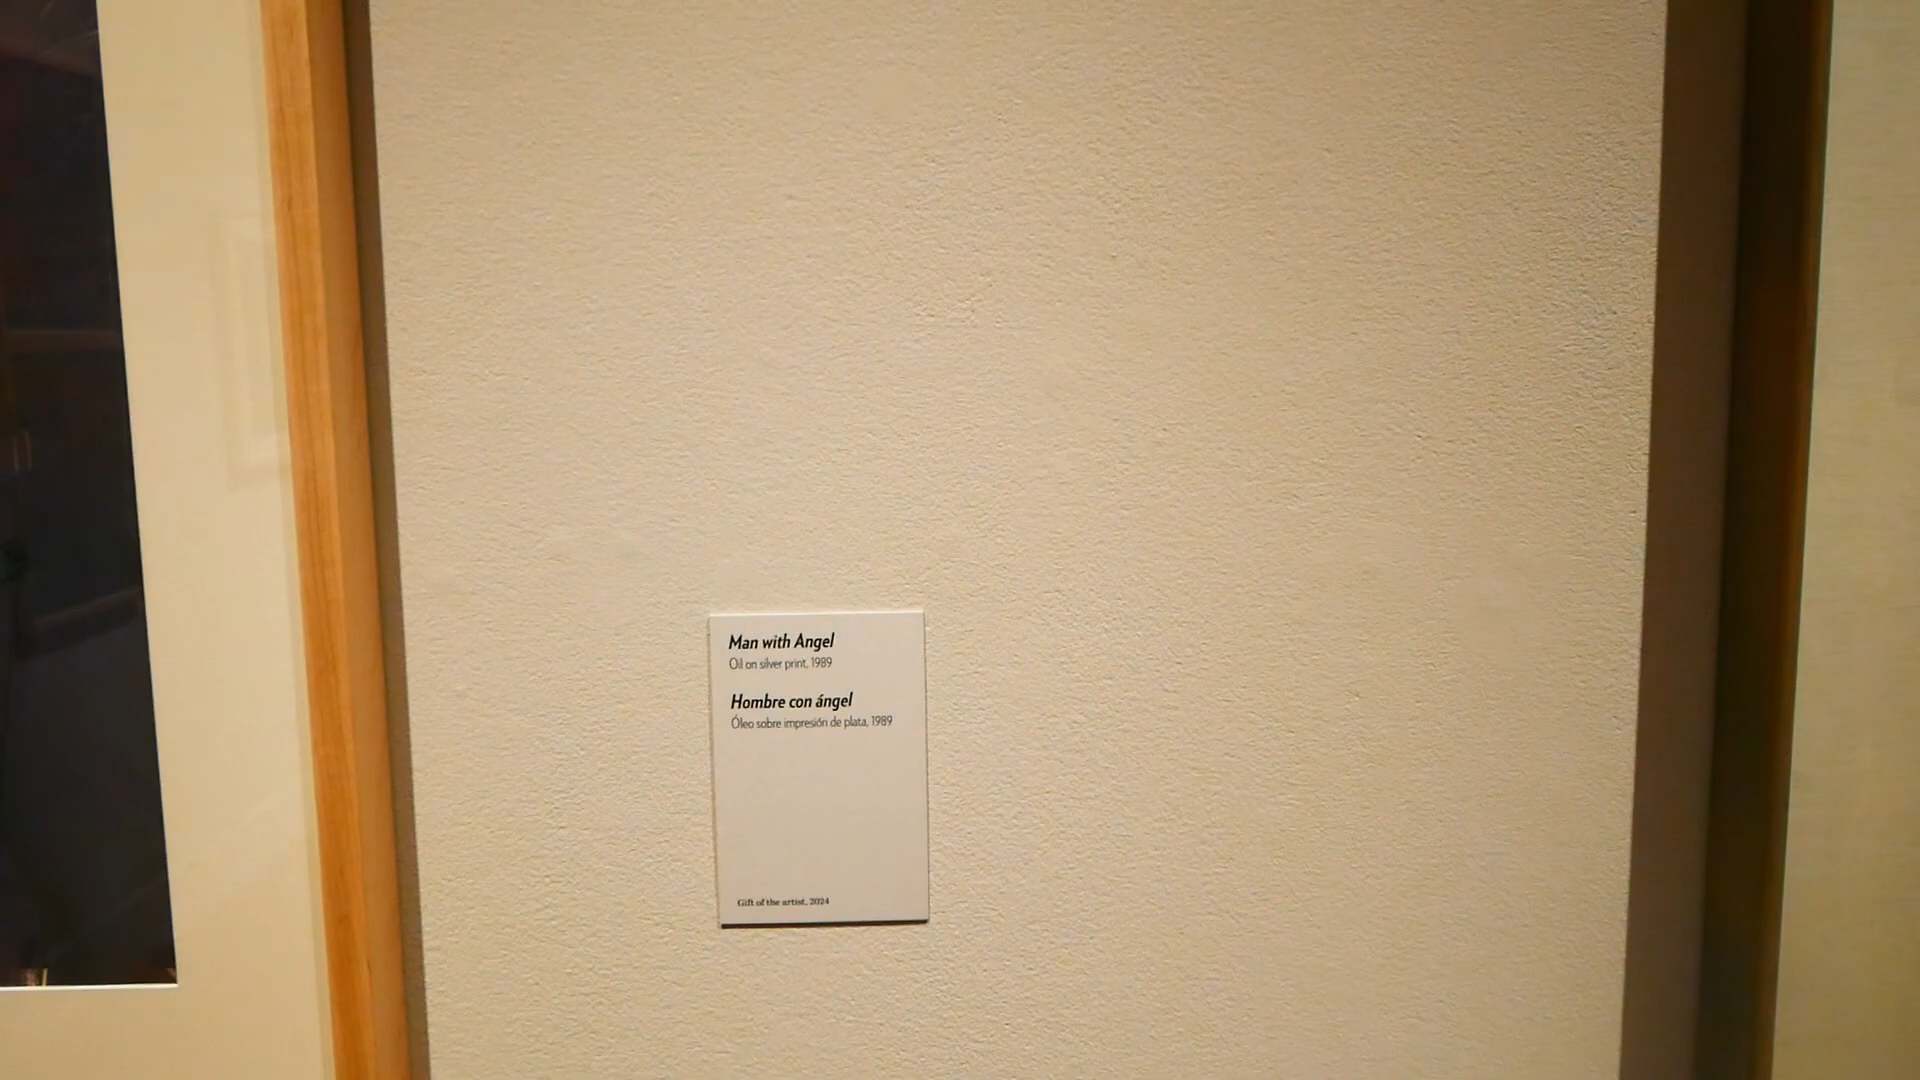 Man with Angel
Oil on silver print, 1989
Hombre con ángel
Óleo sobre impresión de plata, 1989
Gift of the artist, 2024